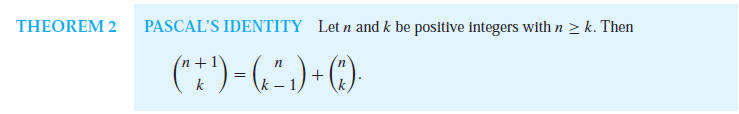 THEOREM 2 PASCAL'S IDENTITY Let n and k be positive integers with n ≥ k. Then
(n + 1 / k) = (n / k − 1) + (n / k).